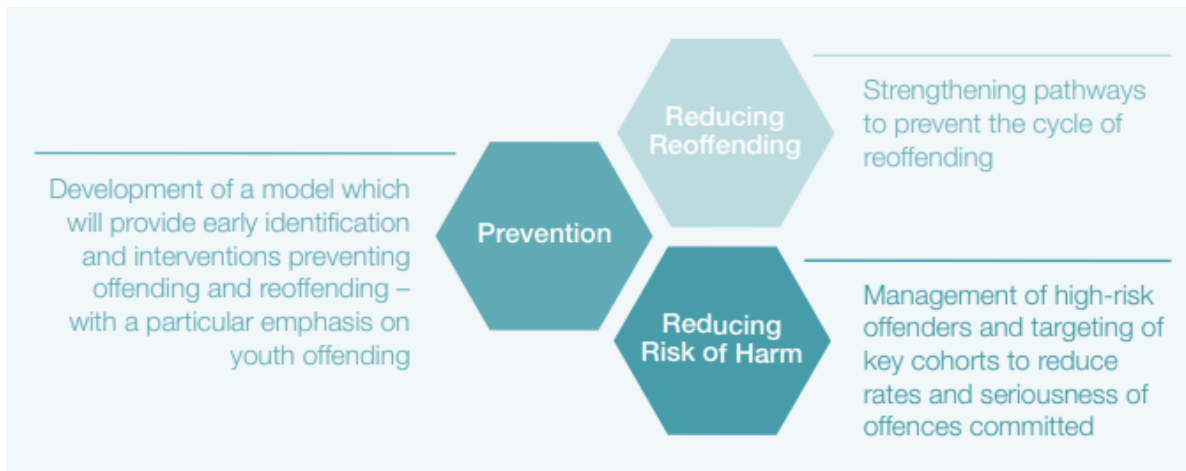 Development of a model which
will provide early identification
and interventions preventing
offending and reoffending –
with a particular emphasis on
youth offending
Prevention
Reducing
Reoffending
Strengthening pathways
to prevent the cycle of
reoffending
Reducing
Risk of Harm
Management of high-risk
offenders and targeting of
key cohorts to reduce
rates and seriousness of
offences committed